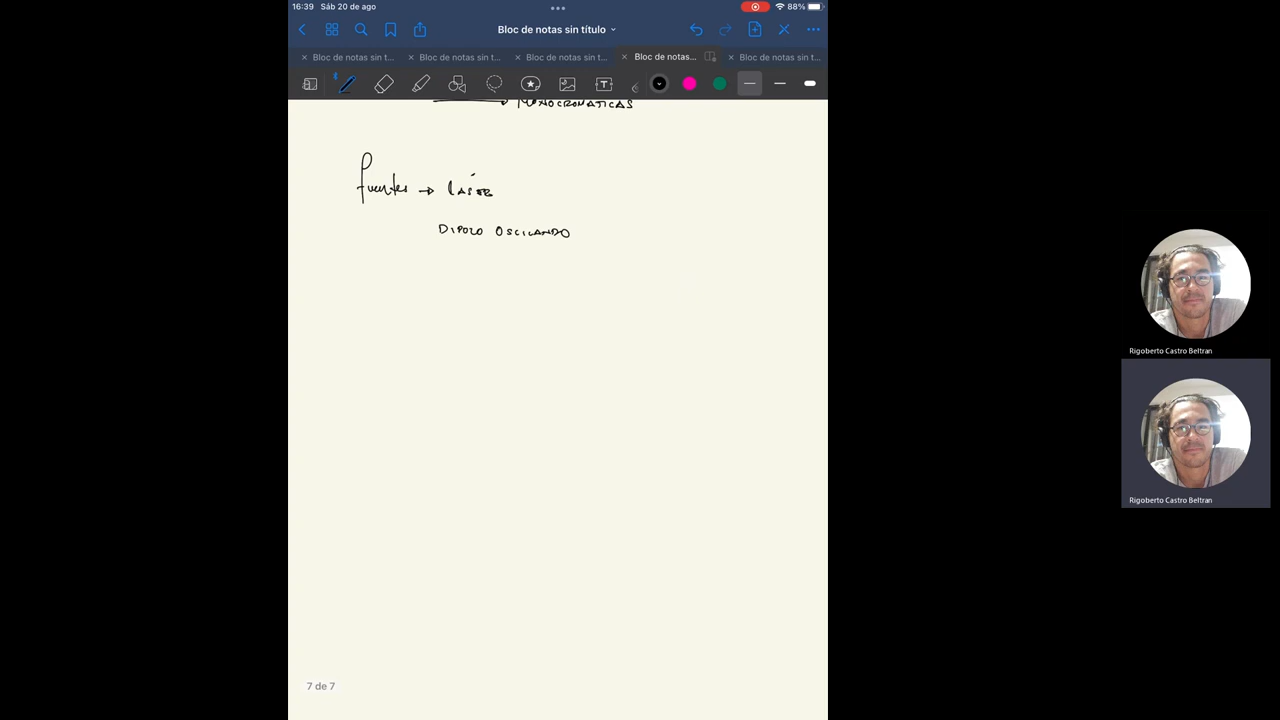 16:39 Sáb 20 de ago 88%
Bloc de notas sin título
Bloc de notas sin t... Bloc de notas sin t... Bloc de notas sin t... Bloc de notas... Bloc de notas sin t...
MONOCROMATICAS
fuentes → LÁSER
DIPOLO OSCILANDO
Rigoberto Castro Beltran
Rigoberto Castro Beltran
7 de 7